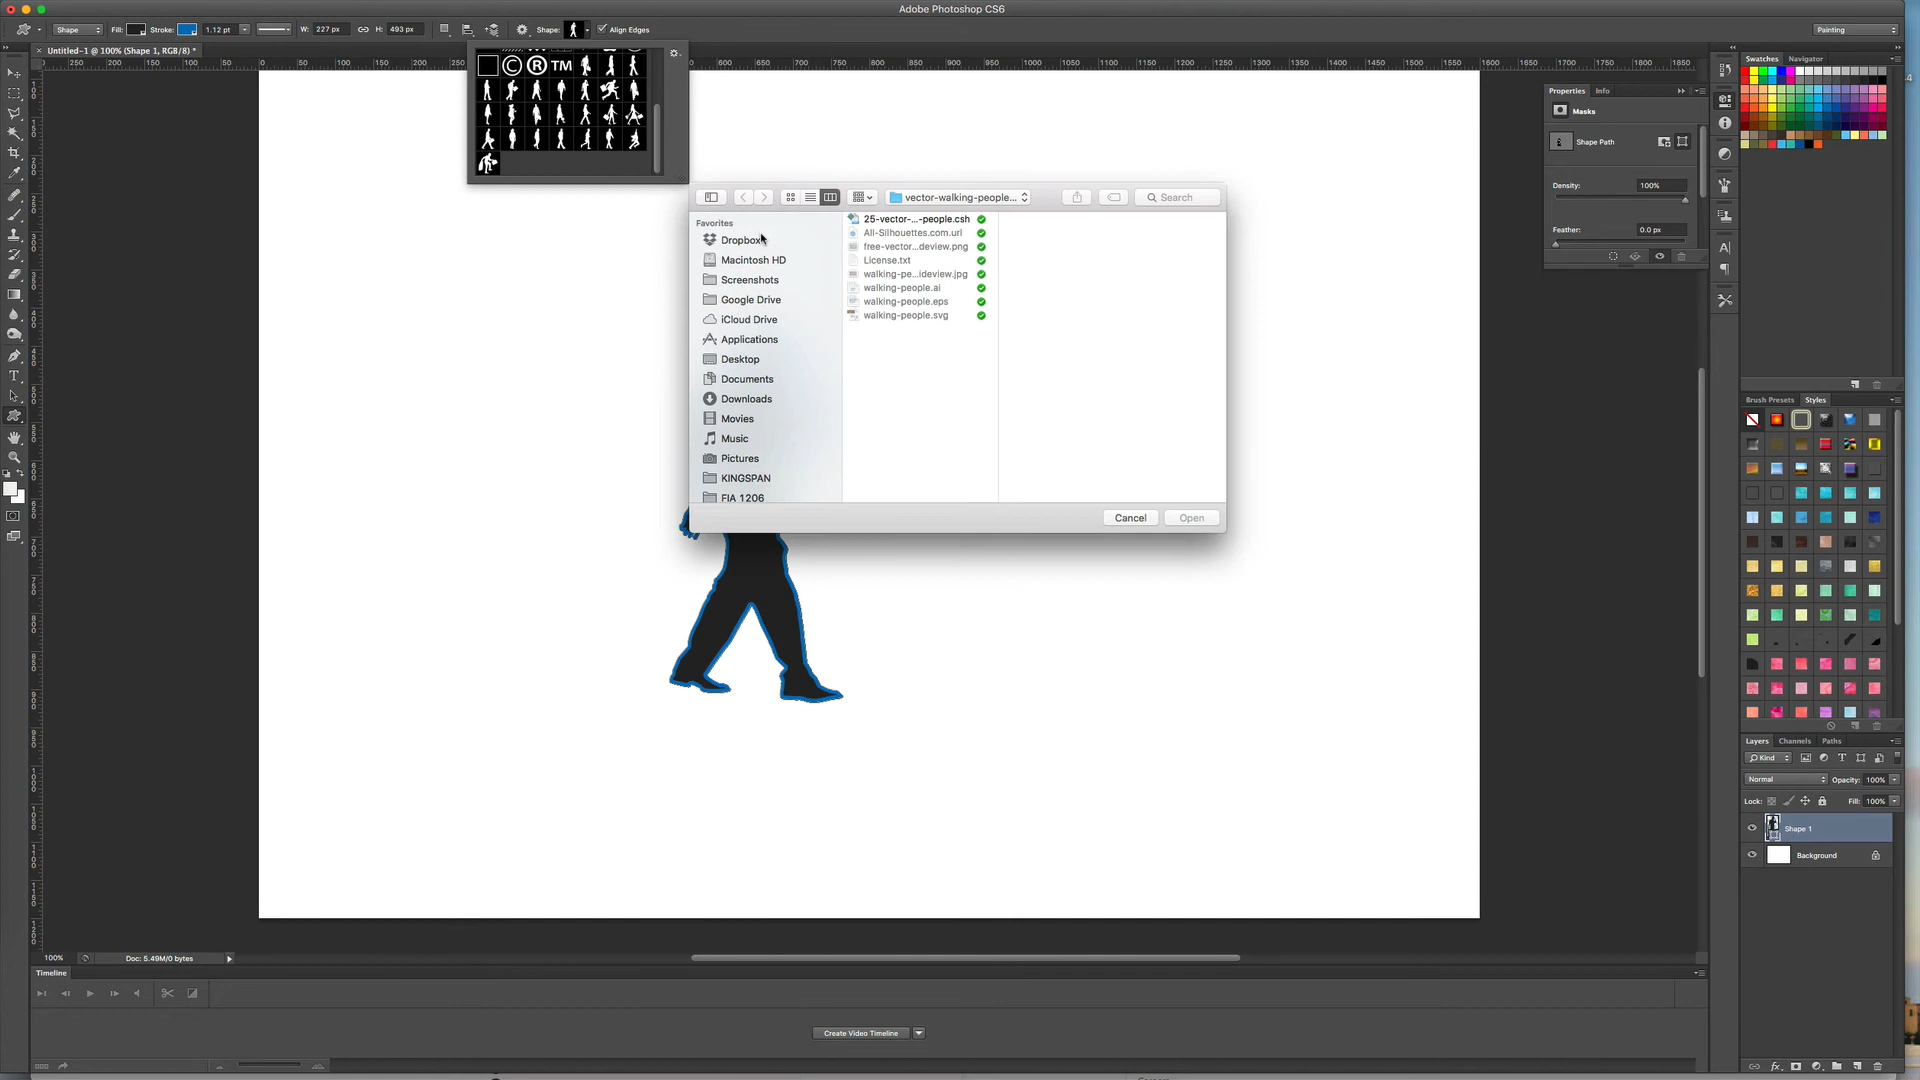 Adobe Photoshop CS6
Shape
Fill:
Stroke:
1.12 pt
W: 227 px
H: 493 px
Shape:
Align Edges
Painting
Untitled-1 @ 100% (Shape 1, RGB/8) *
© ® TM
vector-walking-people...
Search
Favorites
Dropbox
Macintosh HD
Screenshots
Google Drive
iCloud Drive
Applications
Desktop
Documents
Downloads
Movies
Music
Pictures
KINGSPAN
FIA 1206
25-vector-...-people.csh
All-Silhouettes.com.url
free-vector...deview.png
License.txt
walking-pe...ideview.jpg
walking-people.ai
walking-people.eps
walking-people.svg
Cancel
Open
Properties
Info
Masks
Shape Path
Density:
100%
Feather:
0.0 px
Swatches
Navigator
Brush Presets
Styles
Layers
Channels
Paths
Kind
Normal
Opacity: 100%
Lock:
Fill: 100%
Shape 1
Background
100%
Doc: 5.49M/0 bytes
Timeline
Create Video Timeline